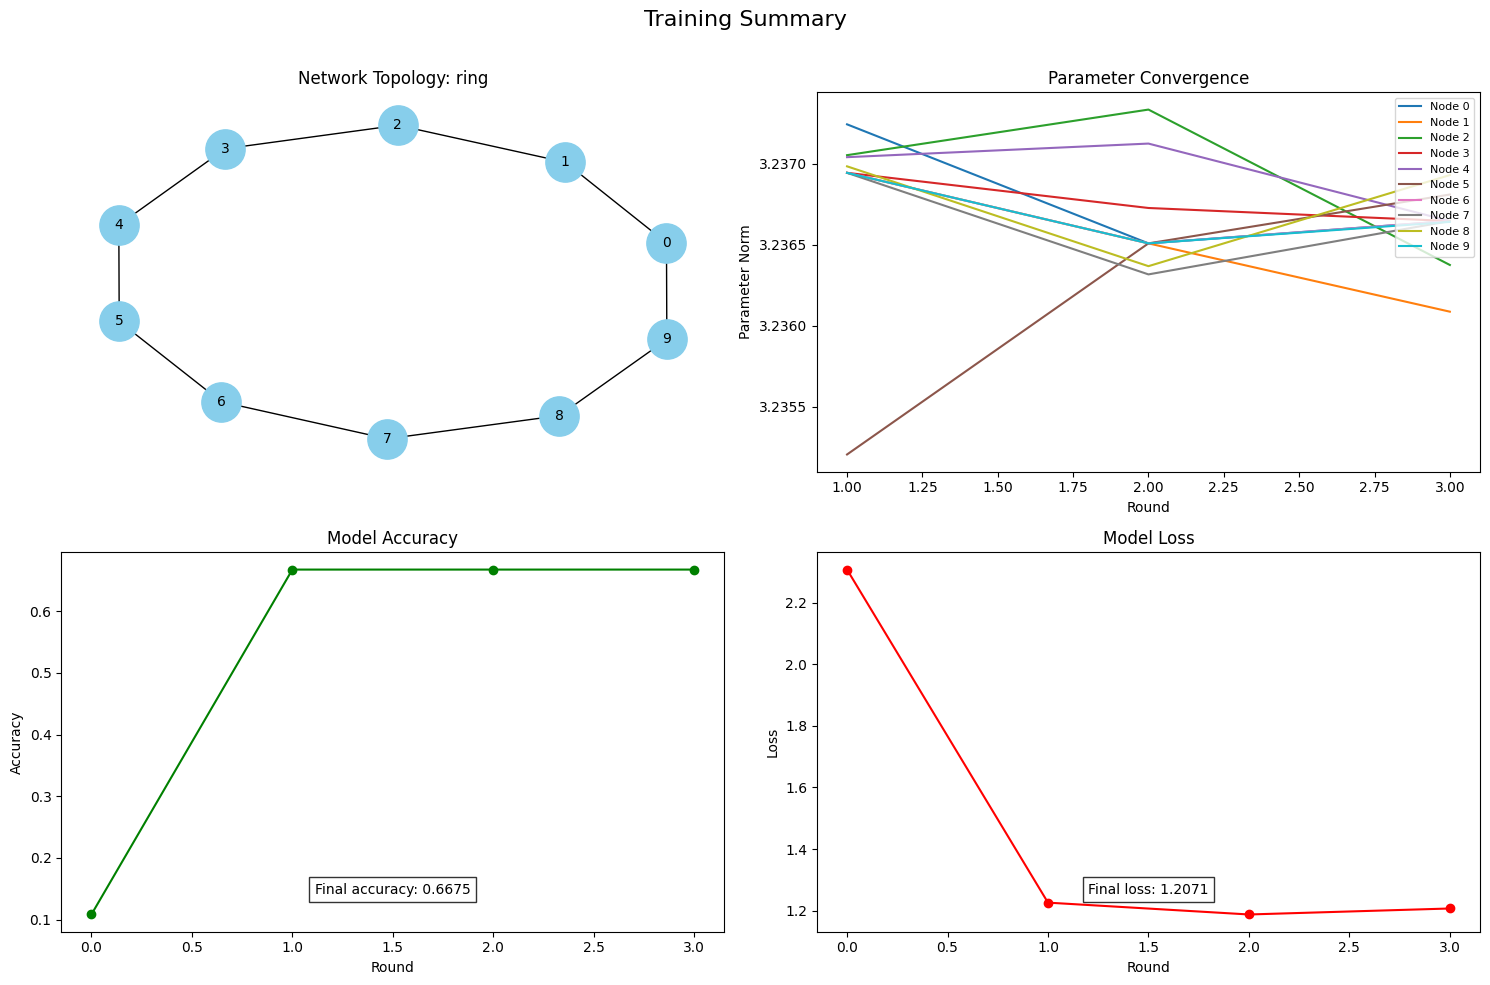 Training Summary
Network Topology: ring
2
3
1
4
0
5
9
6
8
7
Parameter Convergence
Parameter Norm
3.2370
3.2365
3.2360
3.2355
Node 0
Node 1
Node 2
Node 3
Node 4
Node 5
Node 6
Node 7
Node 8
Node 9
1.00 1.25 1.50 1.75 2.00 2.25 2.50 2.75 3.00
Round
Model Accuracy
Accuracy
0.6
0.5
0.4
0.3
0.2
0.1
Final accuracy: 0.6675
0.0 0.5 1.0 1.5 2.0 2.5 3.0
Round
Model Loss
Loss
2.2
2.0
1.8
1.6
1.4
1.2
Final loss: 1.2071
0.0 0.5 1.0 1.5 2.0 2.5 3.0
Round